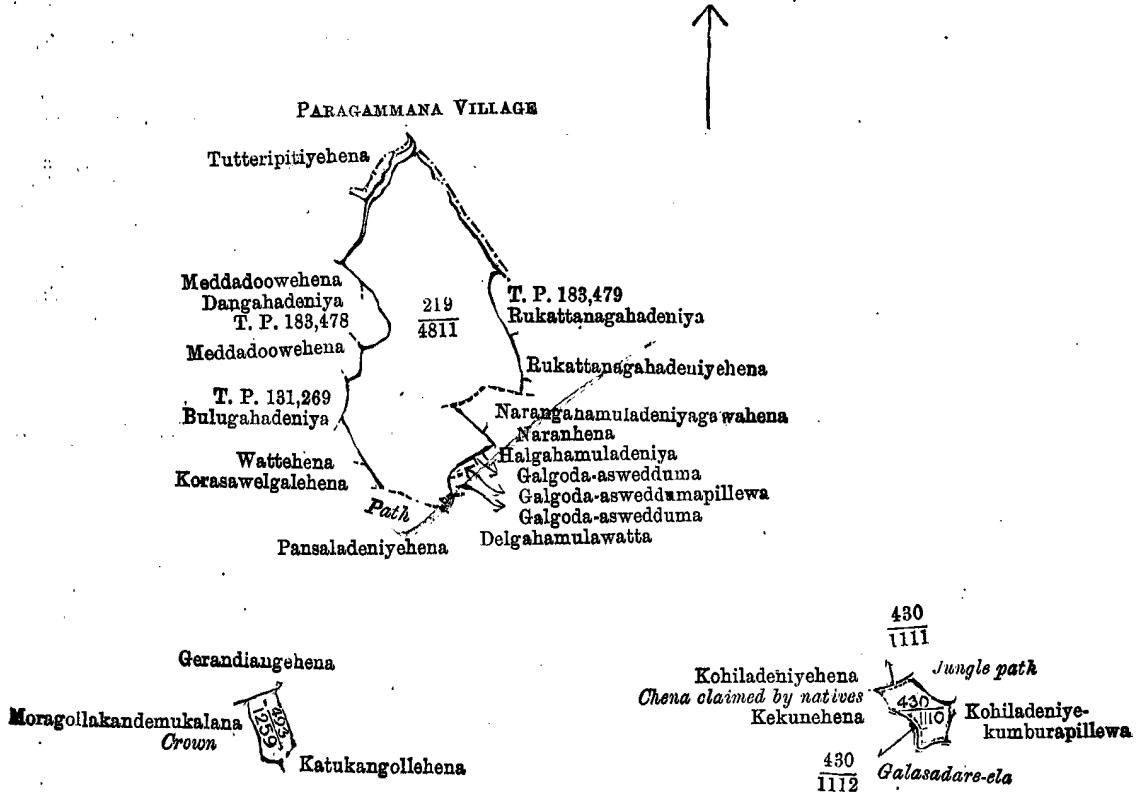 PARAGAMMANA VILLAGE
Tutteripitiyehena
Meddadoowehena
Dangahadeniya
T. P. 183,478
Meddadoowehena
T. P. 131,269
Bulugahadeniya
Wattehena
Korasawelgalehena
Path
Pansaladeniyehena
219
4811
T. P. 183,479
Rukattanagahadeniya
Rukattanagahadeniyehena
Narangahamuladeniyagawahena
Naranhena
Halgahamuladeniya
Galgoda-aswedduma
Galgoda-asweddumapillewa
Galgoda-aswedduma
Delgahamulawatta
Gerandiangehena
Moragollakandemukalana
Crown
493
1259
Katukangollehena
430
1111
Jungle path
Kohiladeniyehena
Chena claimed by natives
Kekunehena
430
1110
Kohiladeniye-
kumburapillewa
430
1112
Galasadare-ela